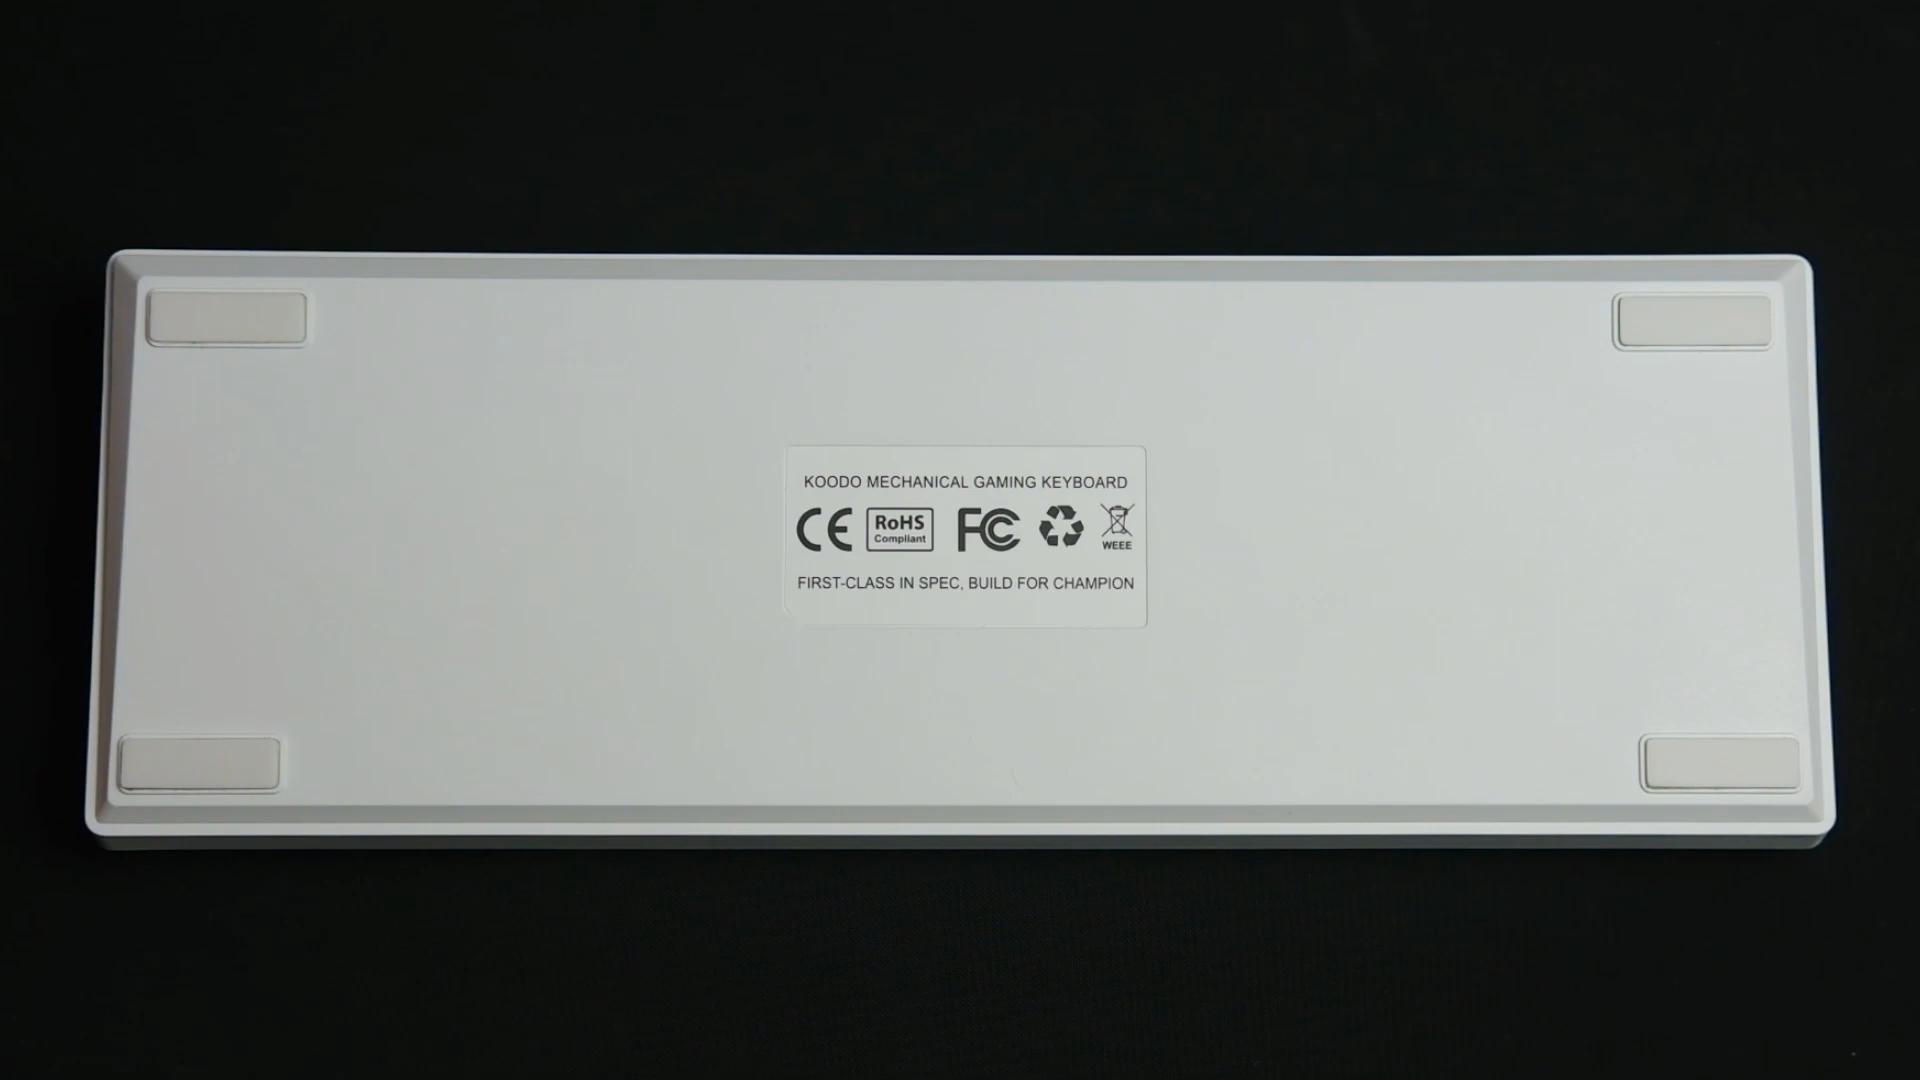 KOODO MECHANICAL GAMING KEYBOARD
CE RoHS Compliant FC WEEE
FIRST-CLASS IN SPEC, BUILD FOR CHAMPION